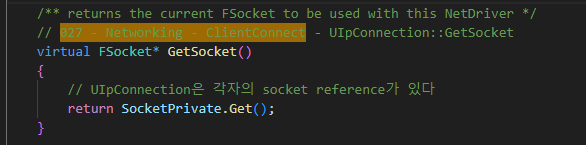 /** returns the current FSocket to be used with this NetDriver */
// 027 - Networking - ClientConnect - UIpConnection::GetSocket
virtual FSocket* GetSocket()
{
// UIpConnection은 각자의 socket reference가 있다
return SocketPrivate.Get();
}